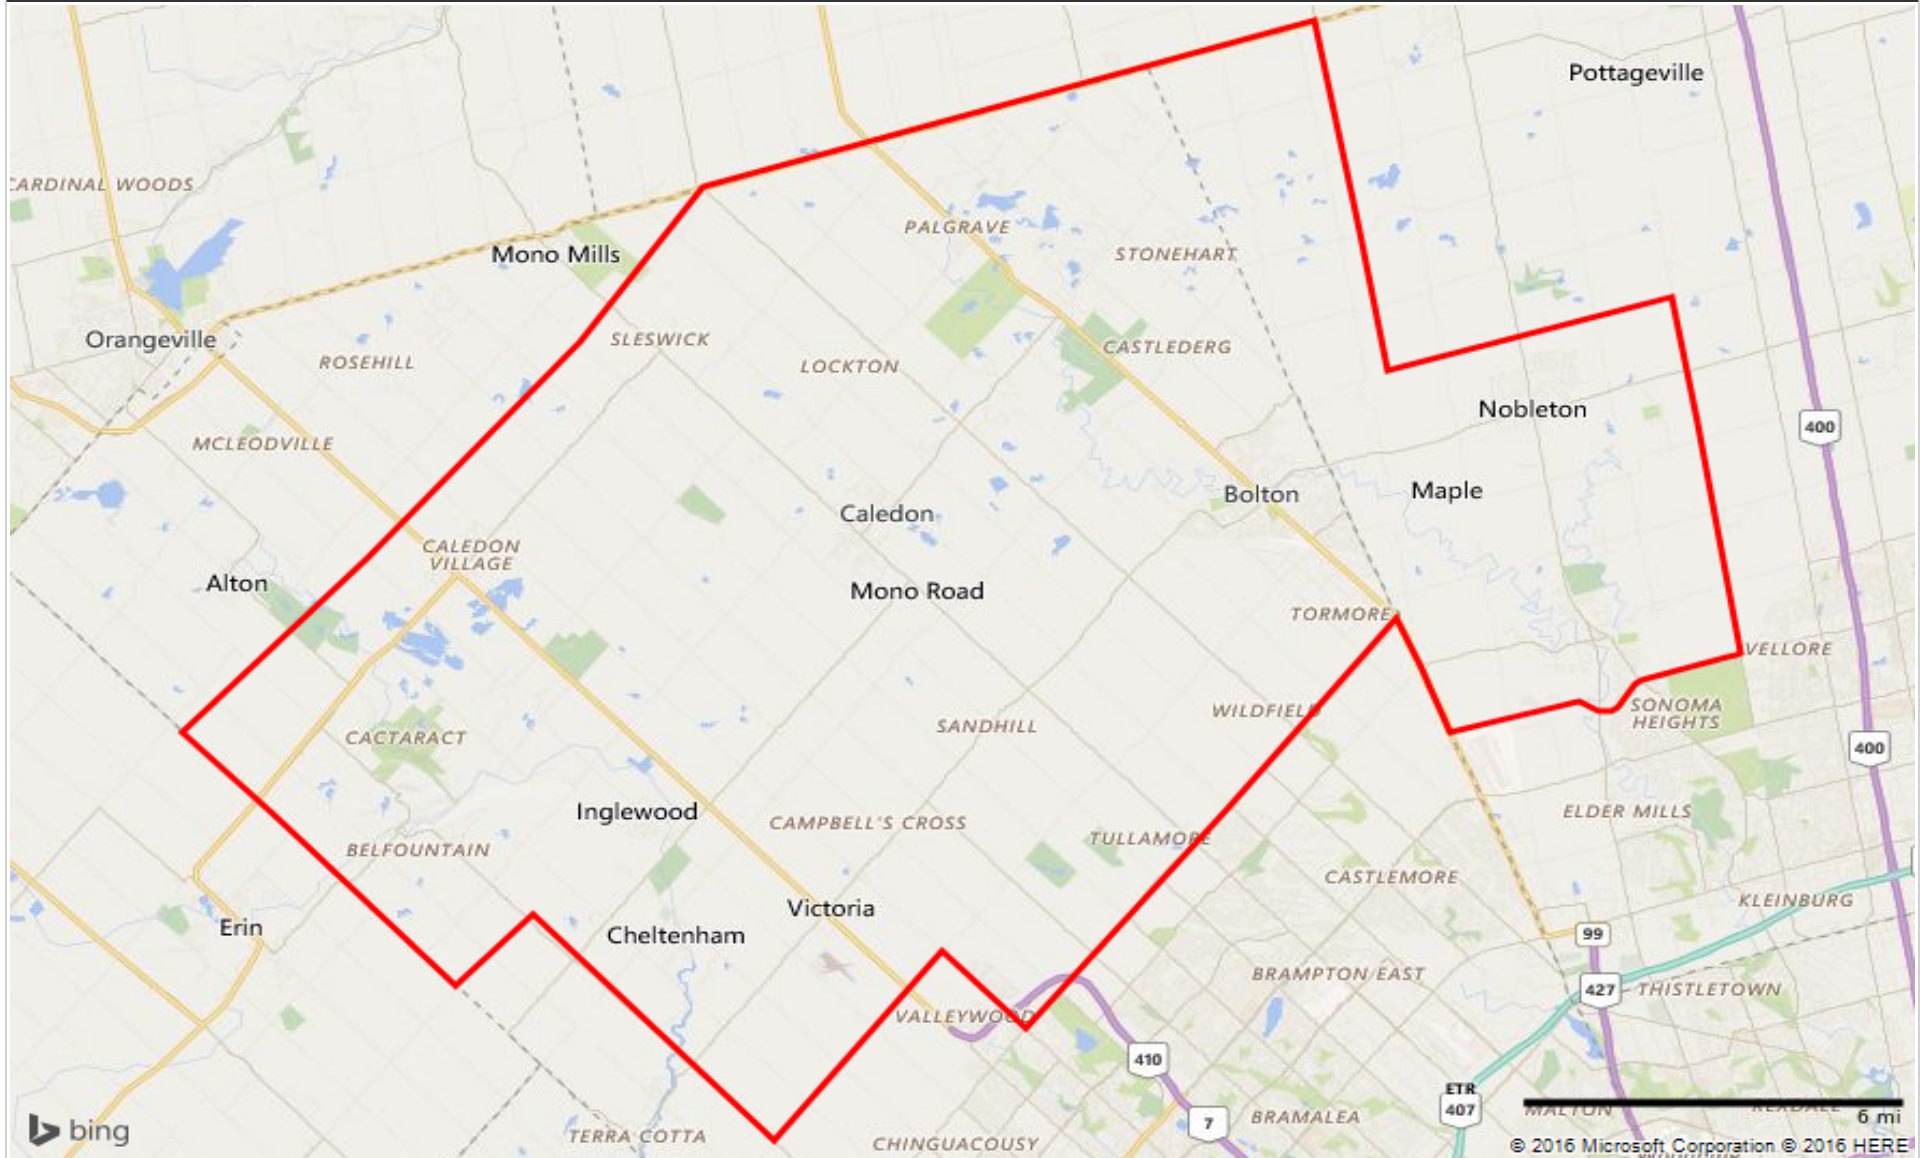 Pottageville
CARDINAL WOODS
PALGRAVE
Mono Mills
STONEHART
Orangeville
SLESWICK
CASTLEDERG
ROSEHILL
LOCKTON
Nobleton
400
MCLEODVILLE
Maple
Bolton
Caledon
CALEDON
VILLAGE
Alton
Mono Road
TORMORE
VELLORE
WILDFIELD
SONOMA
HEIGHTS
SANDHILL
CACTARACT
400
Inglewood
ELDER MILLS
CAMPBELL'S CROSS
TULLAMORE
BELFOUNTAIN
CASTLEMORE
KLEINBURG
Victoria
Erin
Cheltenham
99
BRAMPTON EAST
427
THISTLETOWN
VALLEYWOOD
410
ETR
407
MALTON
REXDALE
6 mi
BRAMALEA
7
bing
TERRA COTTA
CHINGUACOUSY
© 2016 Microsoft Corporation © 2016 HERE